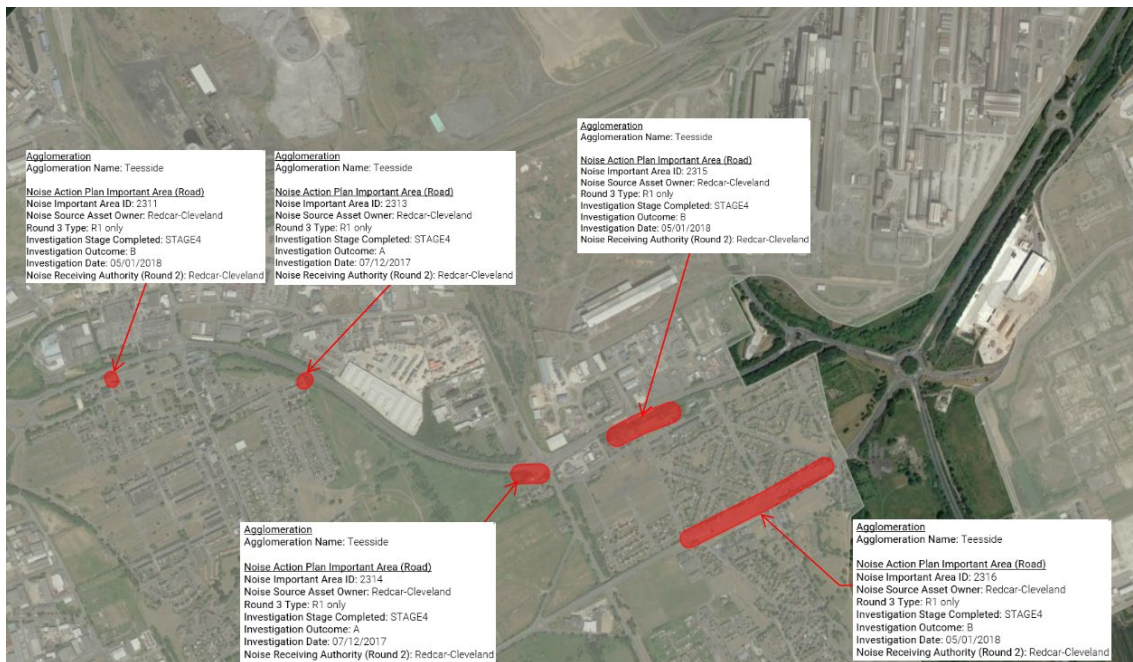 Agglomeration
Agglomeration Name: Teesside
Noise Action Plan Important Area (Road)
Noise Important Area ID: 2311
Noise Source Asset Owner: Redcar-Cleveland
Round 3 Type: R1 only
Investigation Stage Completed: STAGE4
Investigation Outcome: B
Investigation Date: 05/01/2018
Noise Receiving Authority (Round 2): Redcar-Cleveland
Agglomeration
Agglomeration Name: Teesside
Noise Action Plan Important Area (Road)
Noise Important Area ID: 2313
Noise Source Asset Owner: Redcar-Cleveland
Round 3 Type: R1 only
Investigation Stage Completed: STAGE4
Investigation Outcome: A
Investigation Date: 07/12/2017
Noise Receiving Authority (Round 2): Redcar-Cleveland
Agglomeration
Agglomeration Name: Teesside
Noise Action Plan Important Area (Road)
Noise Important Area ID: 2315
Noise Source Asset Owner: Redcar-Cleveland
Round 3 Type: R1 only
Investigation Stage Completed: STAGE4
Investigation Outcome: B
Investigation Date: 05/01/2018
Noise Receiving Authority (Round 2): Redcar-Cleveland
Agglomeration
Agglomeration Name: Teesside
Noise Action Plan Important Area (Road)
Noise Important Area ID: 2314
Noise Source Asset Owner: Redcar-Cleveland
Round 3 Type: R1 only
Investigation Stage Completed: STAGE4
Investigation Outcome: A
Investigation Date: 07/12/2017
Noise Receiving Authority (Round 2): Redcar-Cleveland
Agglomeration
Agglomeration Name: Teesside
Noise Action Plan Important Area (Road)
Noise Important Area ID: 2316
Noise Source Asset Owner: Redcar-Cleveland
Round 3 Type: R1 only
Investigation Stage Completed: STAGE4
Investigation Outcome: B
Investigation Date: 05/01/2018
Noise Receiving Authority (Round 2): Redcar-Cleveland